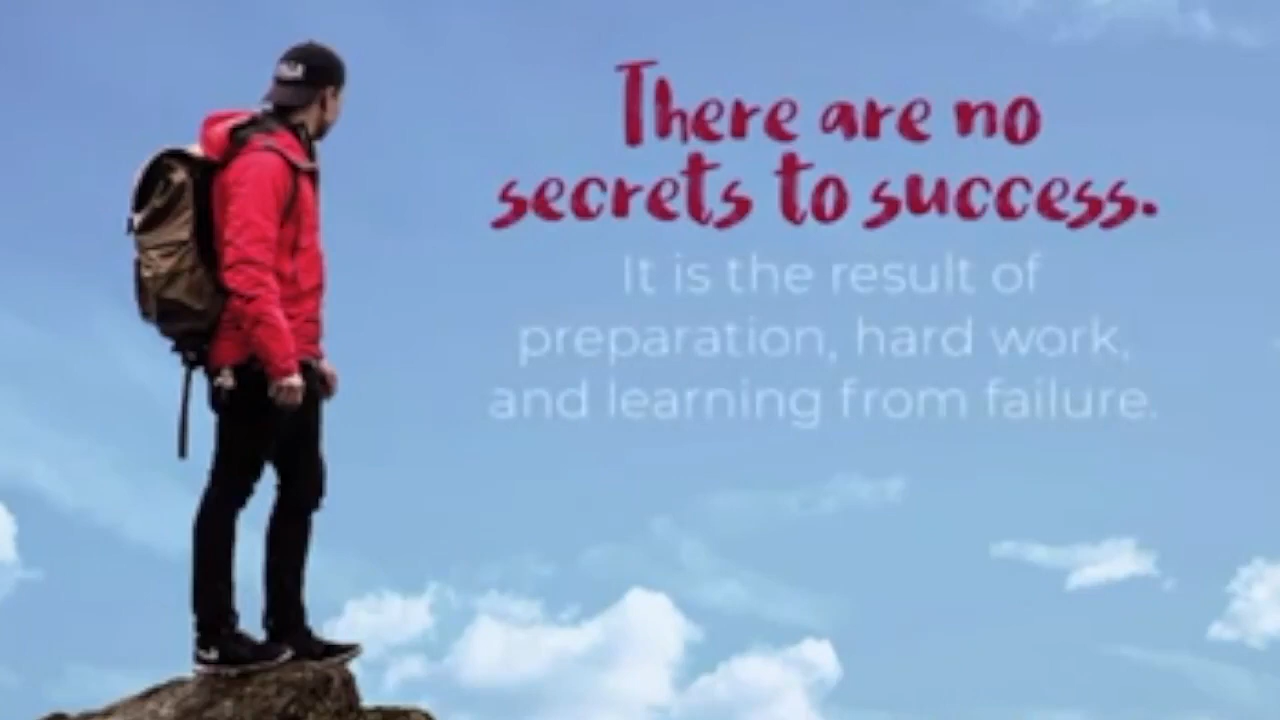 There are no
secrets to success.
It is the result of
preparation, hard work,
and learning from failure.